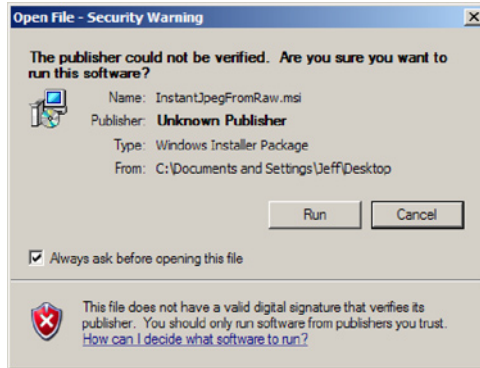 Open File - Security Warning
The publisher could not be verified. Are you sure you want to
run this software?
Name: InstantJpegFromRaw.msi
Publisher: Unknown Publisher
Type: Windows Installer Package
From: C:\Documents and Settings\Jeff\Desktop
Run Cancel
Always ask before opening this file
This file does not have a valid digital signature that verifies its
publisher. You should only run software from publishers you trust.
How can I decide what software to run?